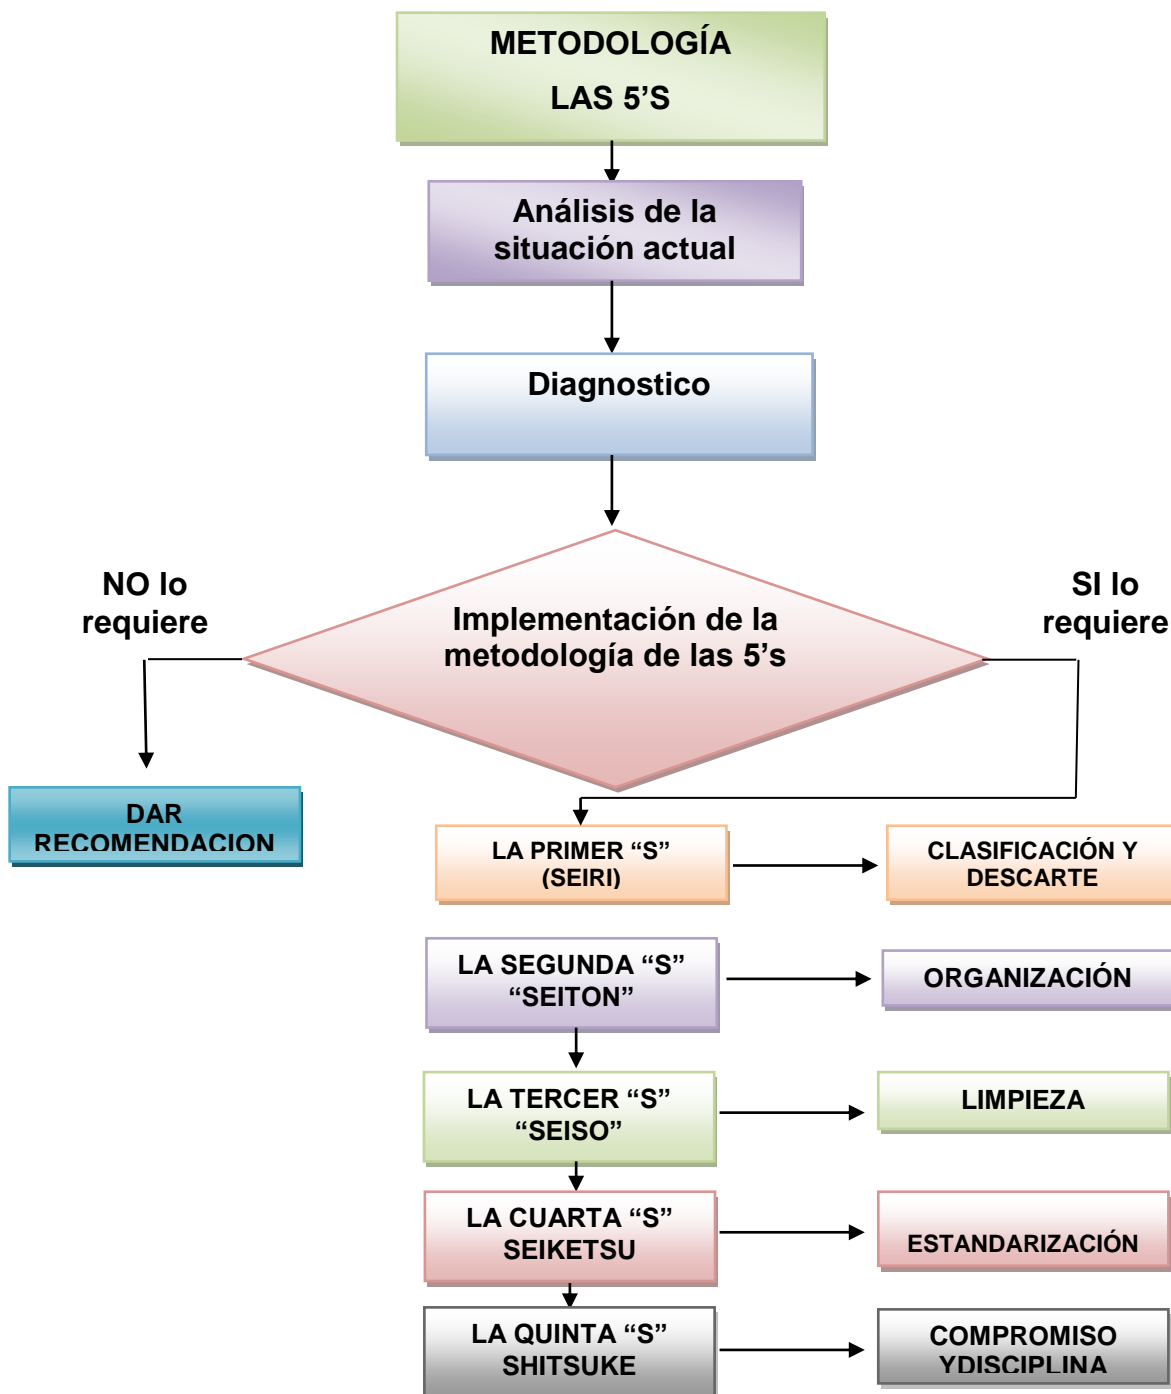 METODOLOGÍA
LAS 5’S
Análisis de la
situación actual
Diagnostico
NO lo
requiere
Implementación de la
metodología de las 5’s
SI lo
requiere
DAR
RECOMENDACION
LA PRIMER “S”
(SEIRI)
CLASIFICACIÓN Y
DESCARTE
LA SEGUNDA “S”
“SEITON”
ORGANIZACIÓN
LA TERCER “S”
“SEISO”
LIMPIEZA
LA CUARTA “S”
SEIKETSU
ESTANDARIZACIÓN
LA QUINTA “S”
SHITSUKE
COMPROMISO
YDISCIPLINA